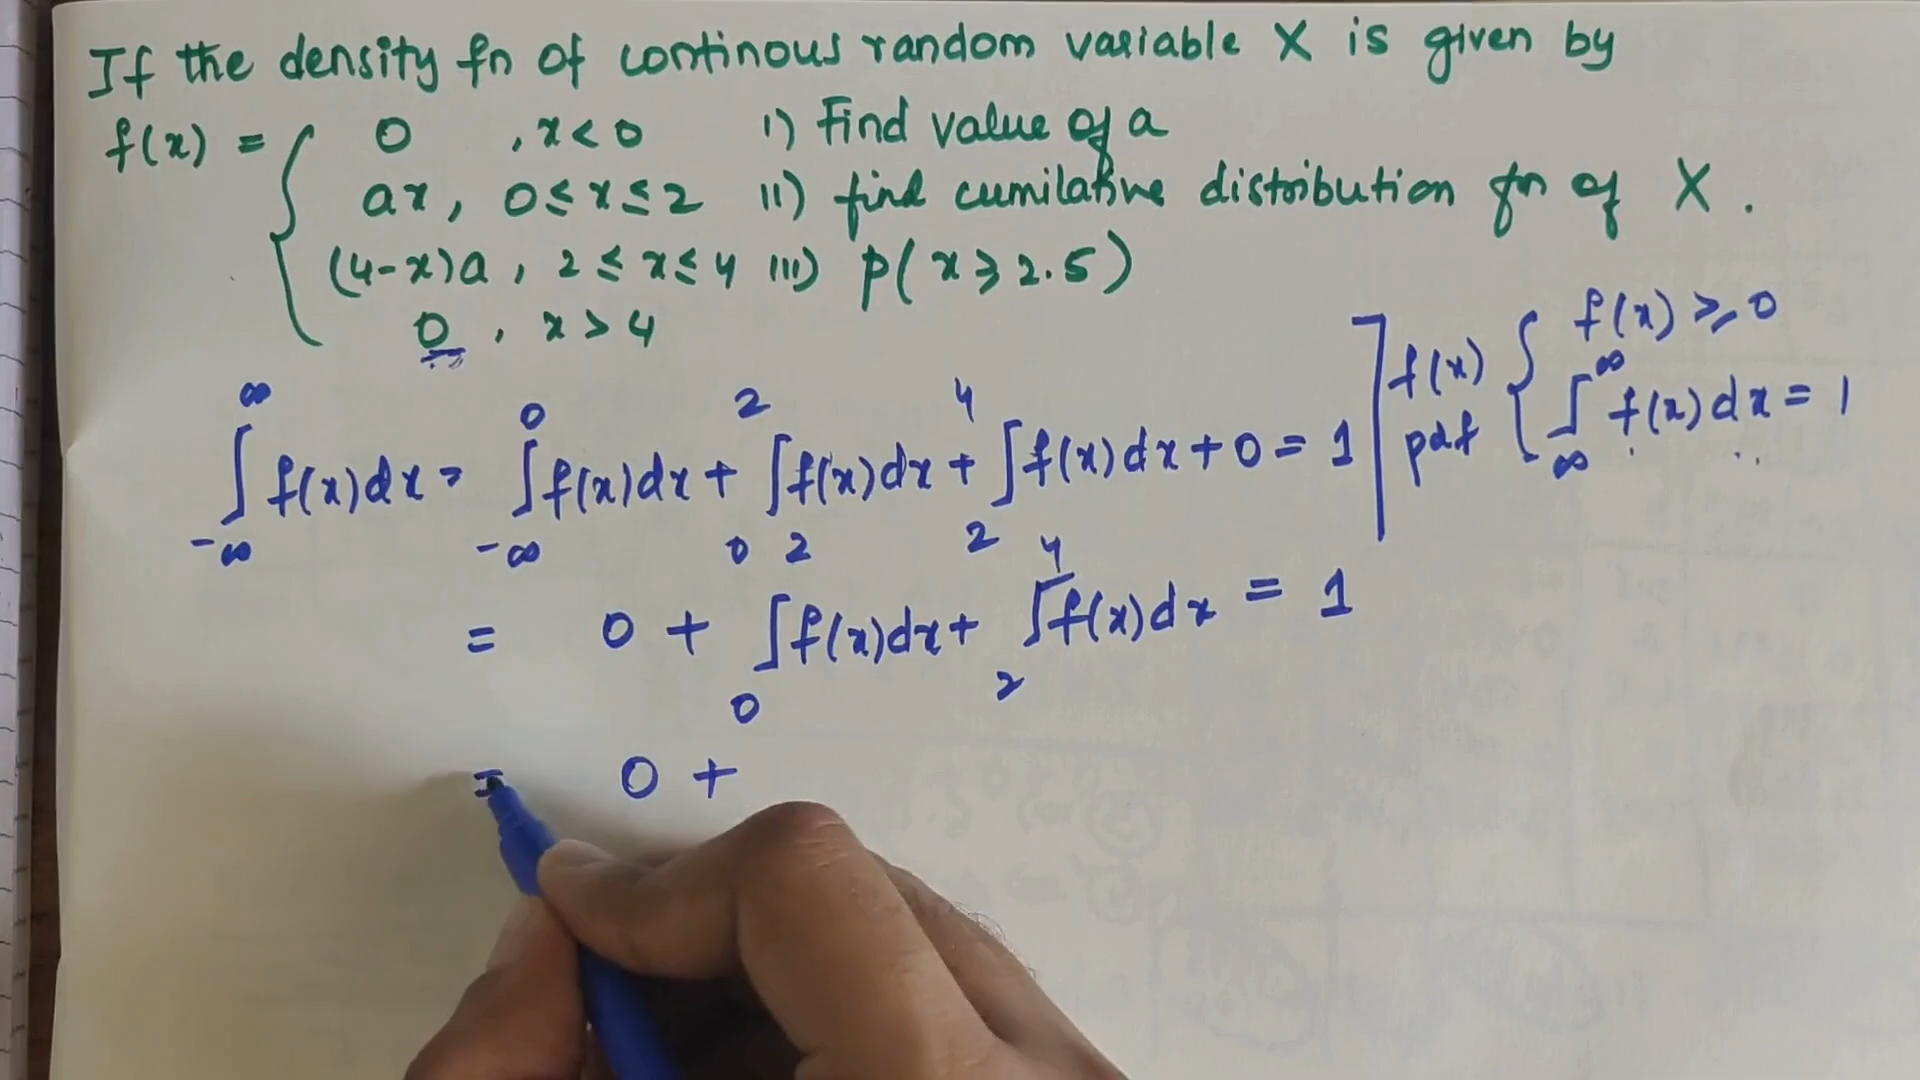 If the density fn of continous random variable X is given by
f(x) = { 0 , x < 0 i) Find value of a
ax, 0 ≤ x ≤ 2 ii) find cumilative distribution fn of X.
(4-x)a, 2 ≤ x ≤ 4 iii) p(x ⩾ 2.5)
0, x > 4
∫_{-∞}^{∞} f(x)dx = ∫_{-∞}^{0} f(x)dx + ∫_{0}^{2} f(x)dx + ∫_{2}^{4} f(x)dx + 0 = 1
f(x) pdf { f(x) ⩾ 0
∫_{∞}^{∞} f(x)dx = 1
= 0 + ∫_{0}^{2} f(x)dx + ∫_{2}^{4} f(x)dx = 1
= 0 +